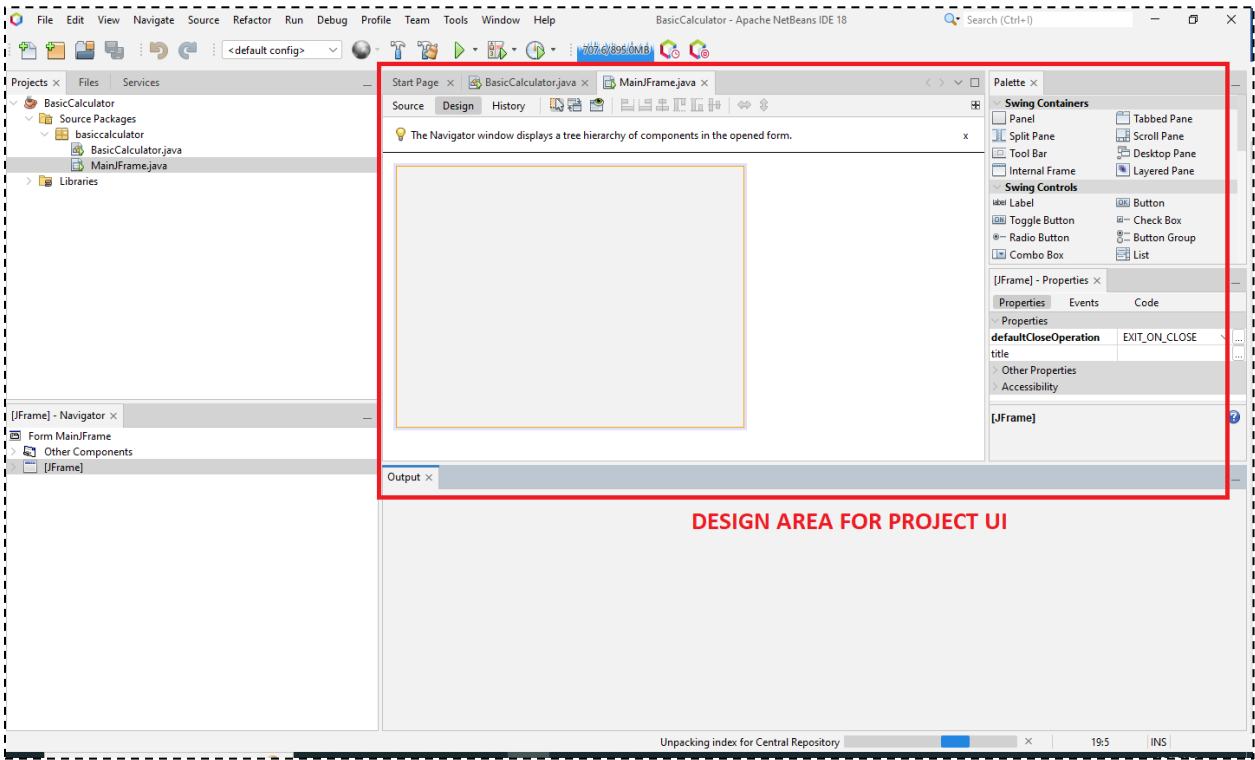 File Edit View Navigate Source Refactor Run Debug Profile Team Tools Window Help
BasicCalculator - Apache NetBeans IDE 18
Search (Ctrl+I)
<default config>
707.6/895.0MB
Projects
Files
Services
BasicCalculator
Source Packages
basiccalculator
BasicCalculator.java
MainJFrame.java
Libraries
[JFrame] - Navigator
Form MainJFrame
Other Components
[JFrame]
Start Page
BasicCalculator.java
MainJFrame.java
Source Design History
The Navigator window displays a tree hierarchy of components in the opened form.
x
Palette
Swing Containers
Panel Tabbed Pane
Split Pane Scroll Pane
Tool Bar Desktop Pane
Internal Frame Layered Pane
Swing Controls
label Label OK Button
ON Toggle Button Check Box
Radio Button Button Group
Combo Box List
[JFrame] - Properties
Properties Events Code
Properties
defaultCloseOperation EXIT_ON_CLOSE ...
title ...
Other Properties
Accessibility
[JFrame]
?
Output
DESIGN AREA FOR PROJECT UI
Unpacking index for Central Repository
19:5
INS